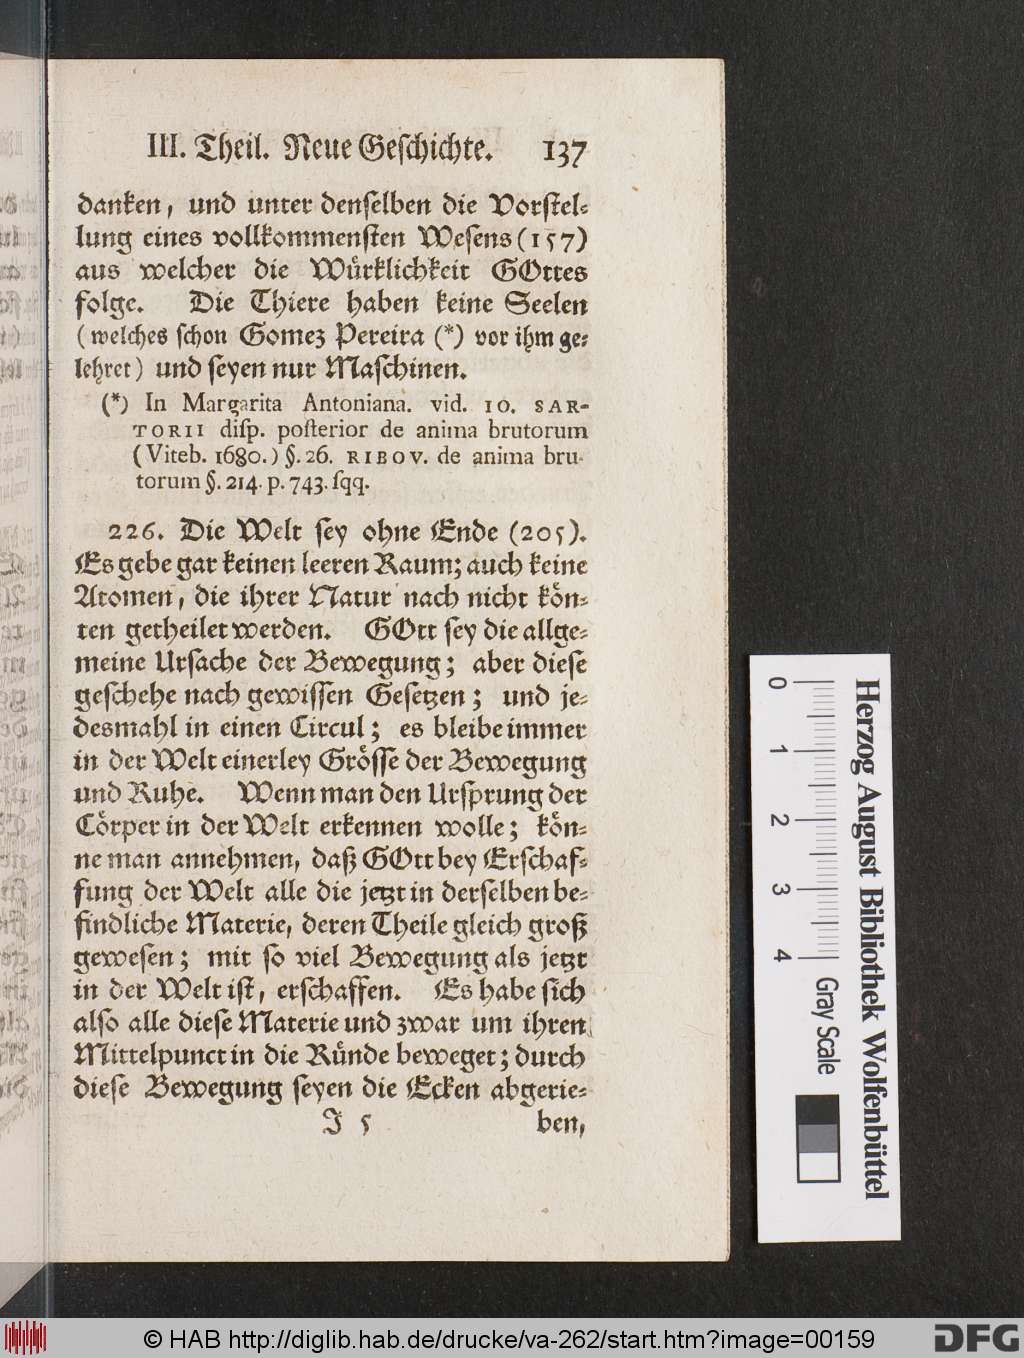 III. Theil. Neue Geschichte. 137
danken, und unter denselben die Vorstel-
lung eines vollkommensten Wesens (157)
aus welcher die Würklichkeit GOttes
folge. Die Thiere haben keine Seelen
(welches schon Gomez Pereira (*) vor ihm ge-
lehret) und seyen nur Maschinen.
(*) In Margarita Antoniana. vid. IO. SAR-
TORII disp. posterior de anima brutorum
(Viteb. 1680.) §. 26. RIBOV. de anima bru-
torum §. 214. p. 743. sqq.
226. Die Welt sey ohne Ende (205).
Es gebe gar keinen leeren Raum; auch keine
Atomen, die ihrer Natur nach nicht kön-
ten getheilet werden. GOtt sey die allge-
meine Ursache der Bewegung; aber diese
geschehe nach gewissen Gesetzen; und je-
desmahl in einen Circul; es bleibe immer
in der Welt einerley Grösse der Bewegung
und Ruhe. Wenn man den Ursprung der
Cörper in der Welt erkennen wolle; kön-
ne man annehmen, daß GOtt bey Erschaf-
fung der Welt alle die jetzt in derselben be-
findliche Materie, deren Theile gleich groß
gewesen; mit so viel Bewegung als jetzt
in der Welt ist, erschaffen. Es habe sich
also alle diese Materie und zwar um ihren
Mittelpunct in die Ründe beweget; durch
diese Bewegung seyen die Ecken abgerie-
J 5 ben,
0 1 2 3 4 Gray Scale
Herzog August Bibliothek Wolfenbüttel
© HAB http://diglib.hab.de/drucke/va-262/start.htm?image=00159
DFG